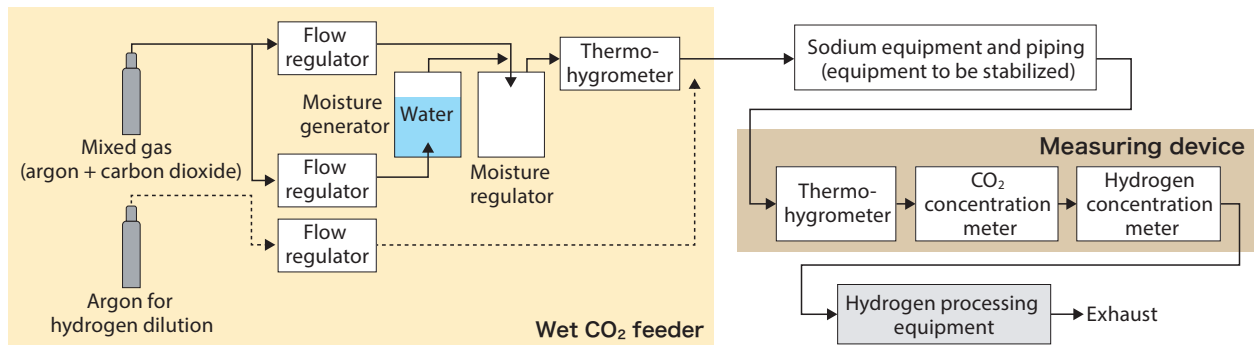 Flow
regulator
Thermo-
hygrometer
Sodium equipment and piping
(equipment to be stabilized)
Moisture
generator
Water
Mixed gas
(argon + carbon dioxide)
Flow
regulator
Moisture
regulator
Measuring device
Thermo-
hygrometer
CO₂
concentration
meter
Hydrogen
concentration
meter
Flow
regulator
Argon for
hydrogen dilution
Wet CO₂ feeder
Hydrogen processing
equipment
Exhaust